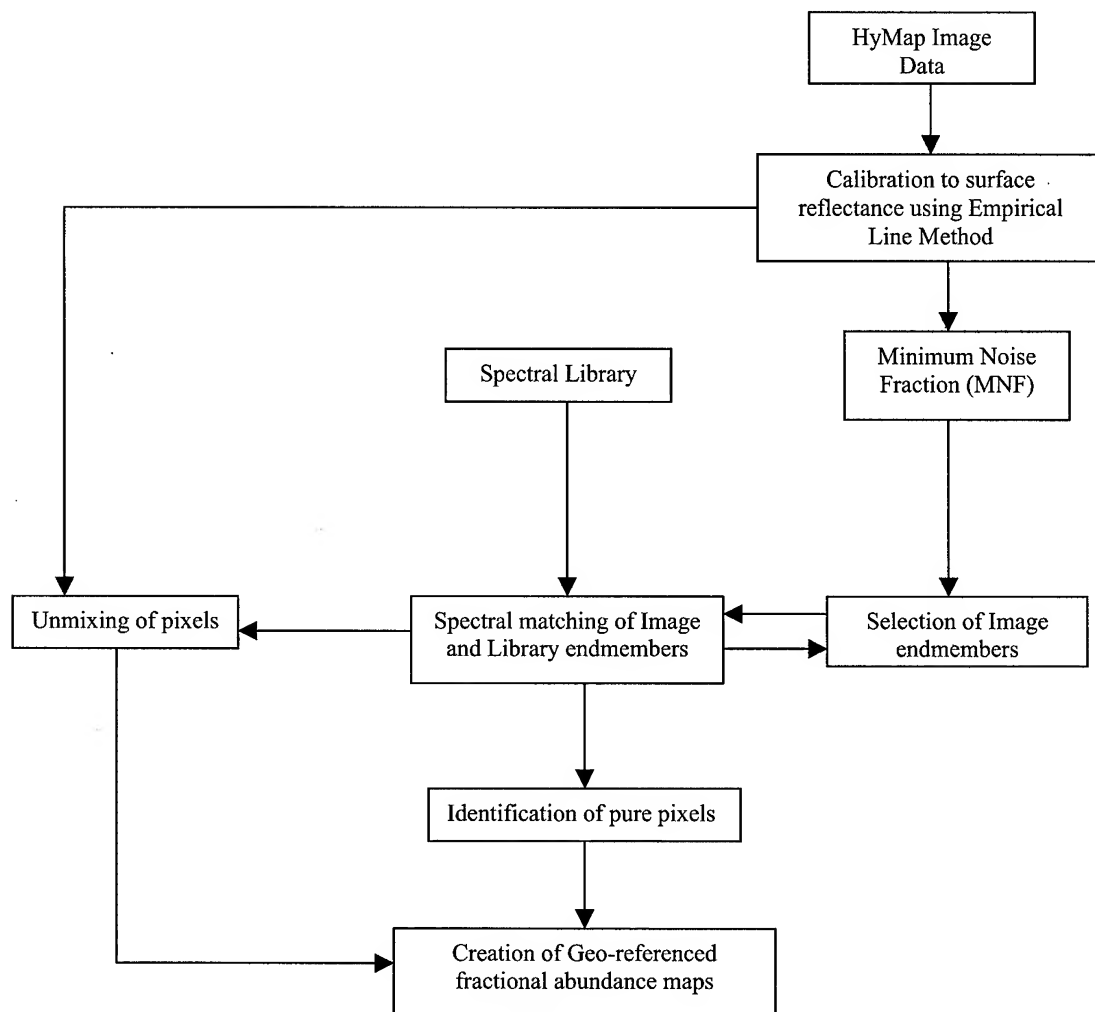 HyMap Image
Data
Calibration to surface
reflectance using Empirical
Line Method
Minimum Noise
Fraction (MNF)
Spectral Library
Unmixing of pixels
Spectral matching of Image
and Library endmembers
Selection of Image
endmembers
Identification of pure pixels
Creation of Geo-referenced
fractional abundance maps